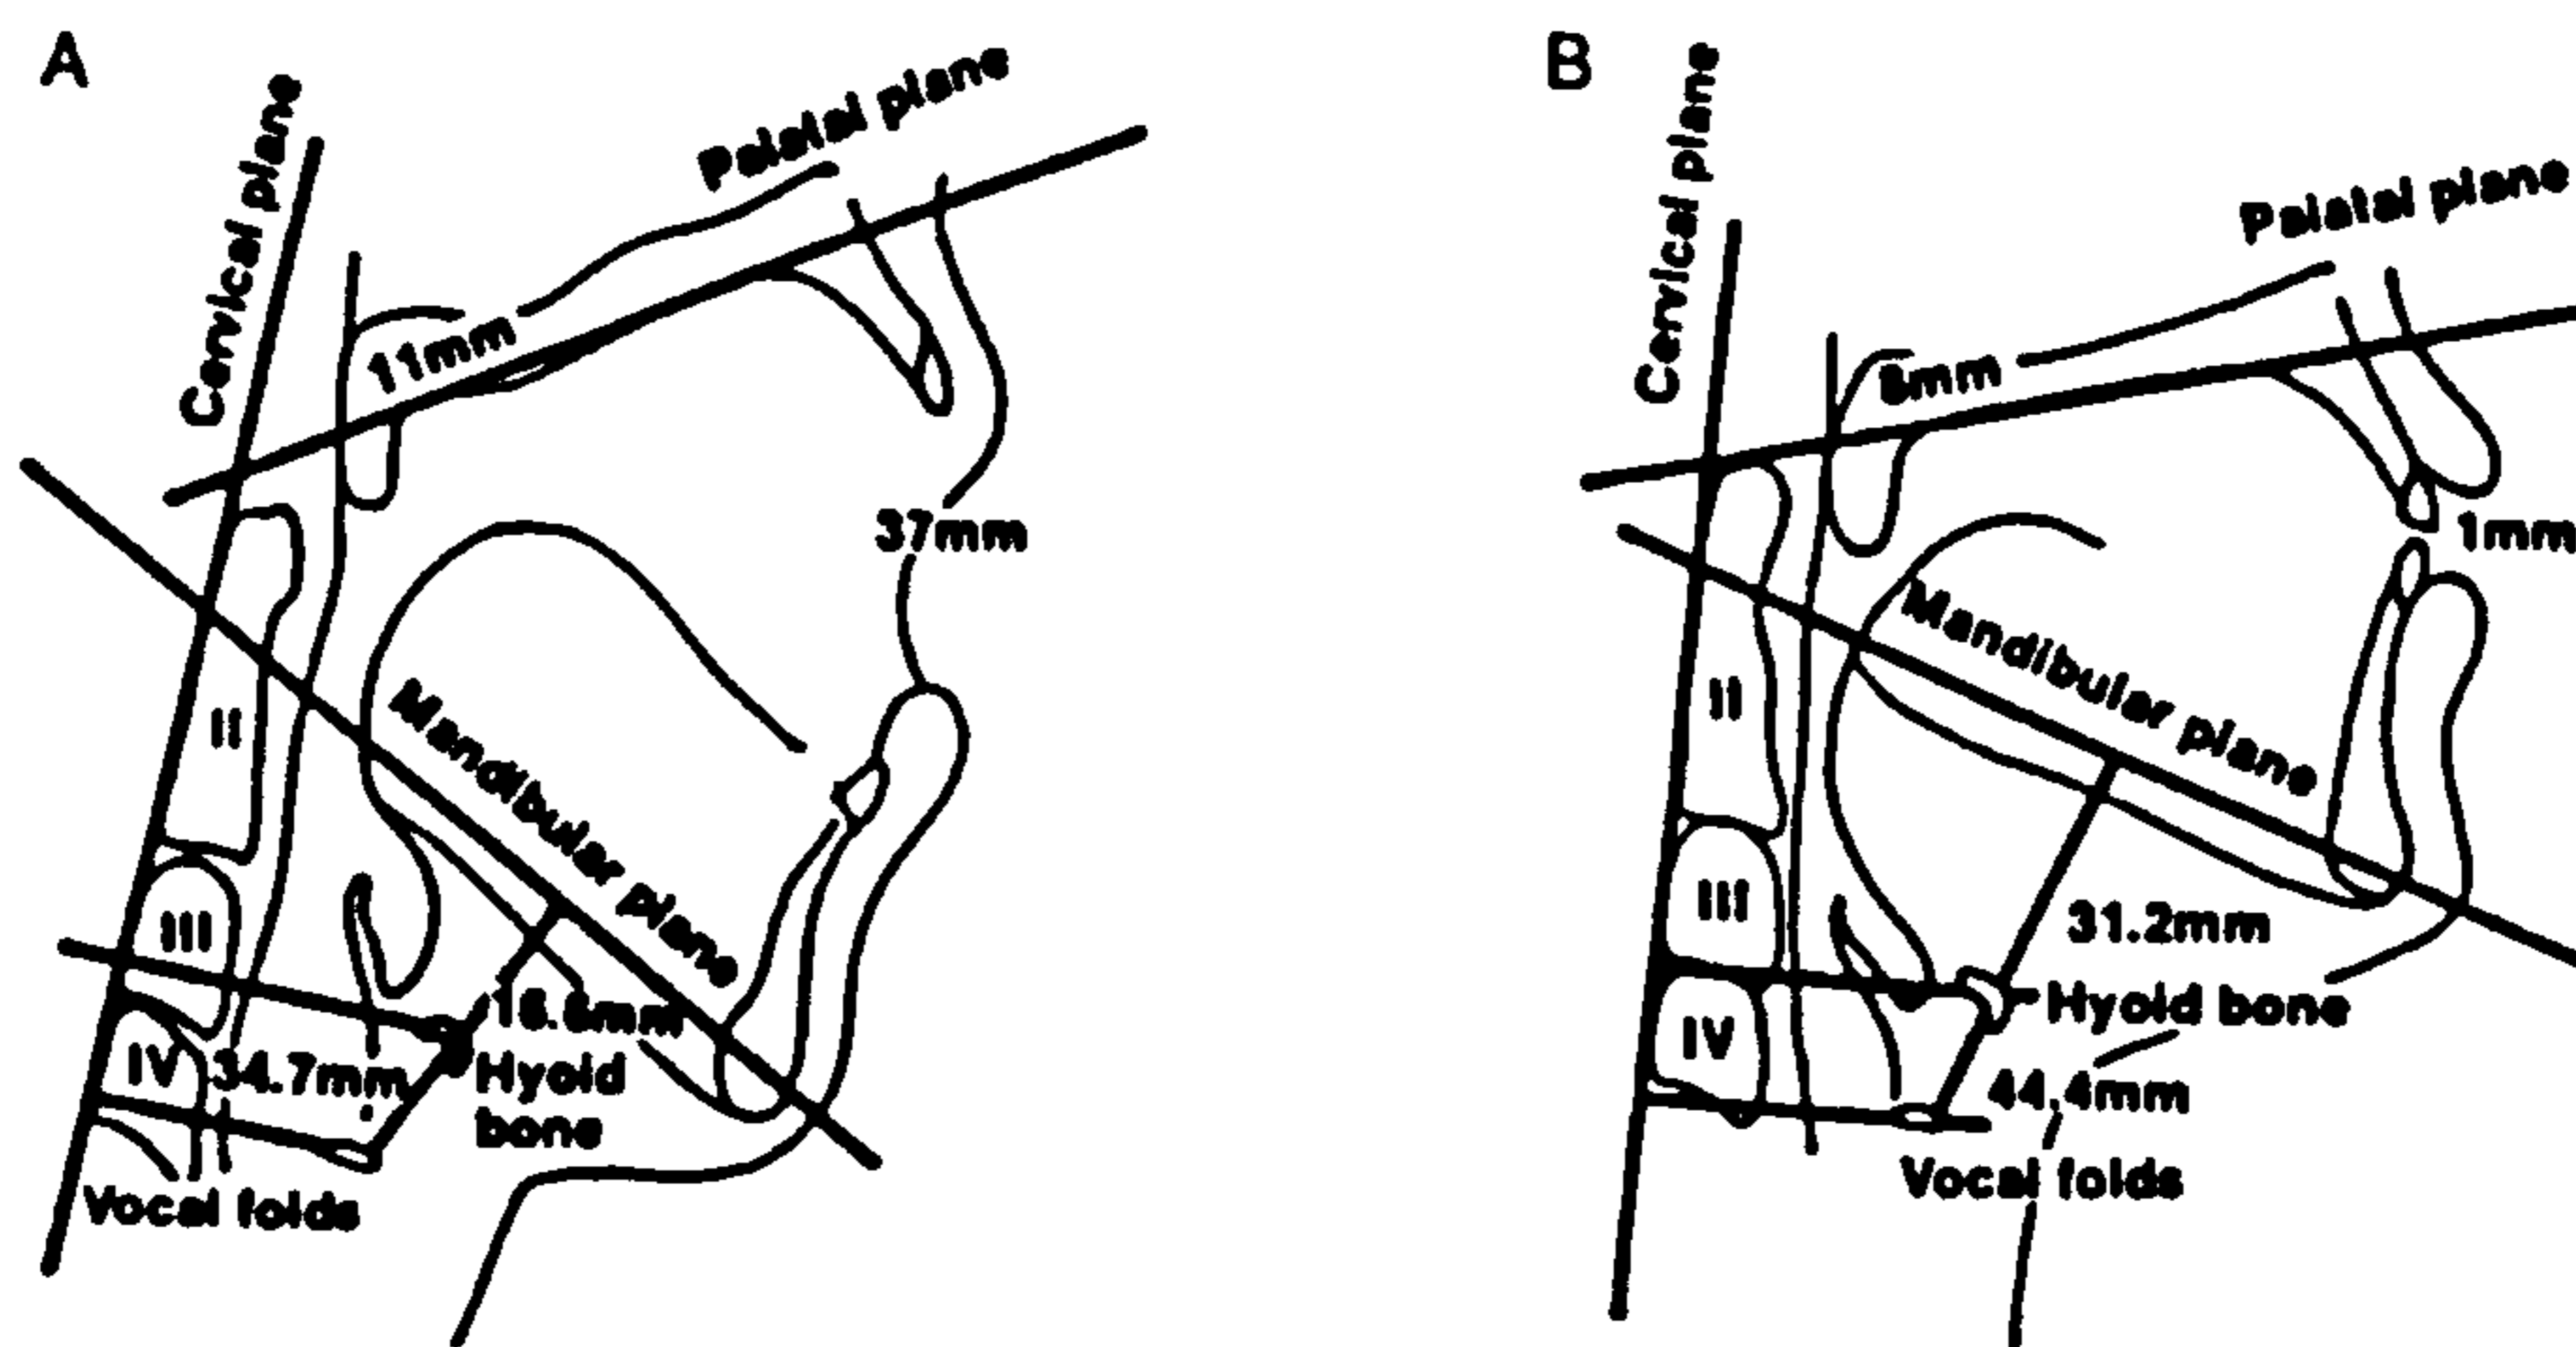 A
Cervical plane
Palatal plane
11mm
37mm
II
Mandibular plane
III
IV
34.7mm
Hyoid
bone
Vocal folds
B
Cervical plane
Palatal plane
8mm
1mm
Mandibular plane
II
III
31.2mm
Hyoid bone
IV
44.4mm
Vocal folds